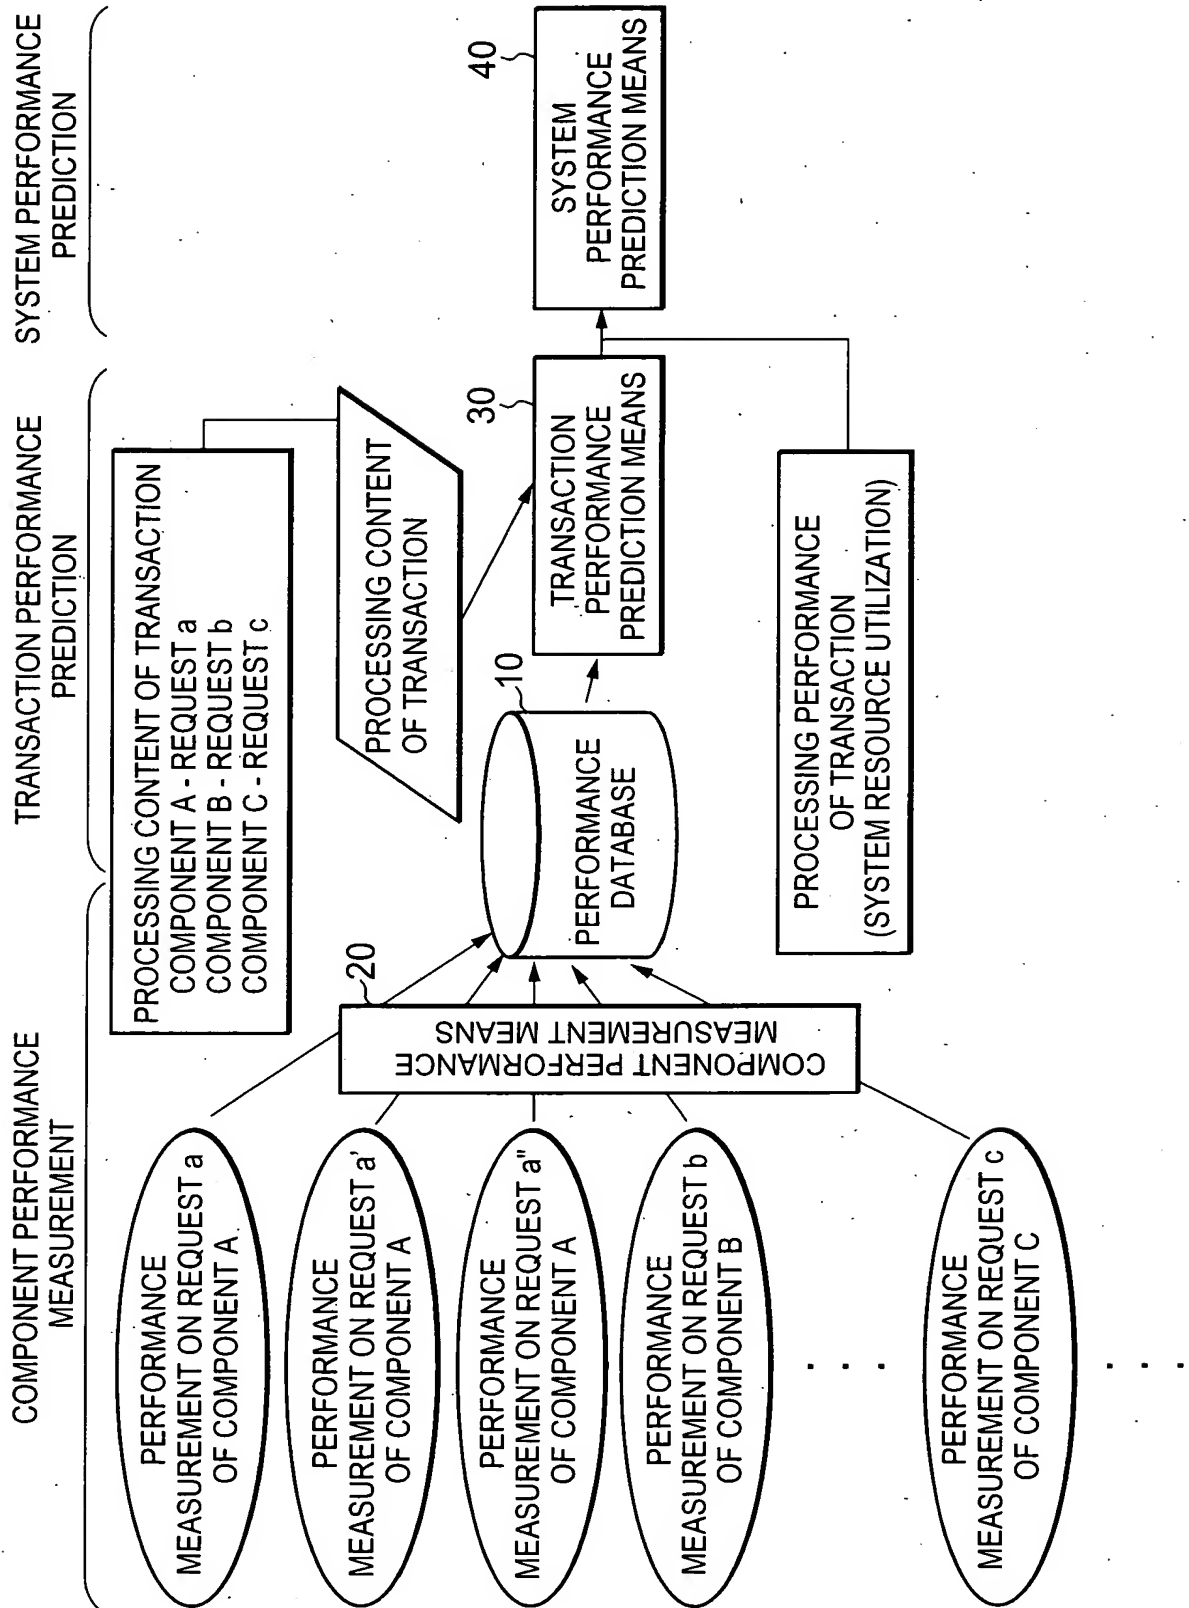 COMPONENT PERFORMANCE
MEASUREMENT
TRANSACTION PERFORMANCE
PREDICTION
SYSTEM PERFORMANCE
PREDICTION
PERFORMANCE
MEASUREMENT ON REQUEST a
OF COMPONENT A
PERFORMANCE
MEASUREMENT ON REQUEST a'
OF COMPONENT A
PERFORMANCE
MEASUREMENT ON REQUEST a"
OF COMPONENT A
PERFORMANCE
MEASUREMENT ON REQUEST b
OF COMPONENT B
. . .
PERFORMANCE
MEASUREMENT ON REQUEST c
OF COMPONENT C
. . . .
20
COMPONENT PERFORMANCE
MEASUREMENT MEANS
PROCESSING CONTENT OF TRANSACTION
COMPONENT A - REQUEST a
COMPONENT B - REQUEST b
COMPONENT C - REQUEST c
PROCESSING CONTENT
OF TRANSACTION
10
PERFORMANCE
DATABASE
30
TRANSACTION
PERFORMANCE
PREDICTION MEANS
PROCESSING PERFORMANCE
OF TRANSACTION
(SYSTEM RESOURCE UTILIZATION)
40
SYSTEM
PERFORMANCE
PREDICTION MEANS